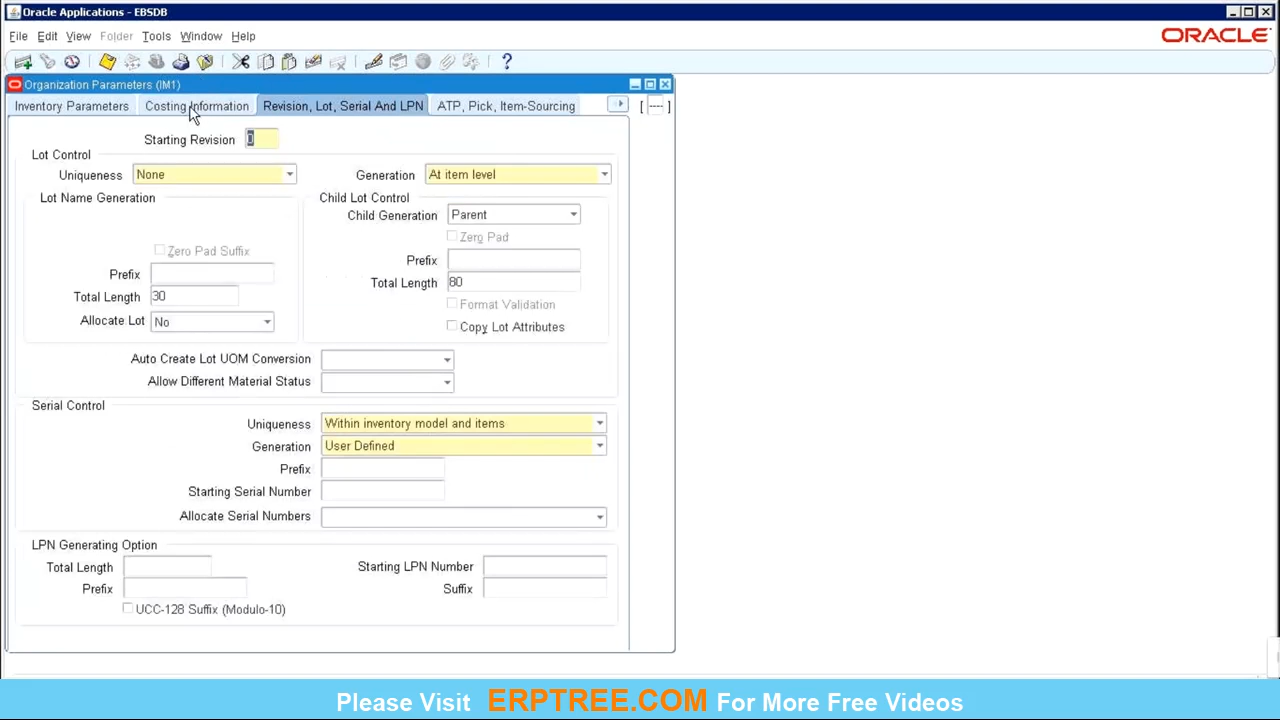 Oracle Applications - EBSDB
File Edit View Folder Tools Window Help
ORACLE
Organization Parameters (IM1)
Inventory Parameters Costing Information Revision, Lot, Serial And LPN ATP, Pick, Item-Sourcing [ ---- ]
Starting Revision 0
Lot Control
Uniqueness None Generation At item level
Lot Name Generation Child Lot Control
Child Generation Parent
Zero Pad Suffix Zero Pad
Prefix Prefix
Total Length 30 Total Length 80
Format Validation
Allocate Lot No Copy Lot Attributes
Auto Create Lot UOM Conversion
Allow Different Material Status
Serial Control
Uniqueness Within inventory model and items
Generation User Defined
Prefix
Starting Serial Number
Allocate Serial Numbers
LPN Generating Option
Total Length Starting LPN Number
Prefix Suffix
UCC-128 Suffix (Modulo-10)
Please Visit ERPTREE.COM For More Free Videos